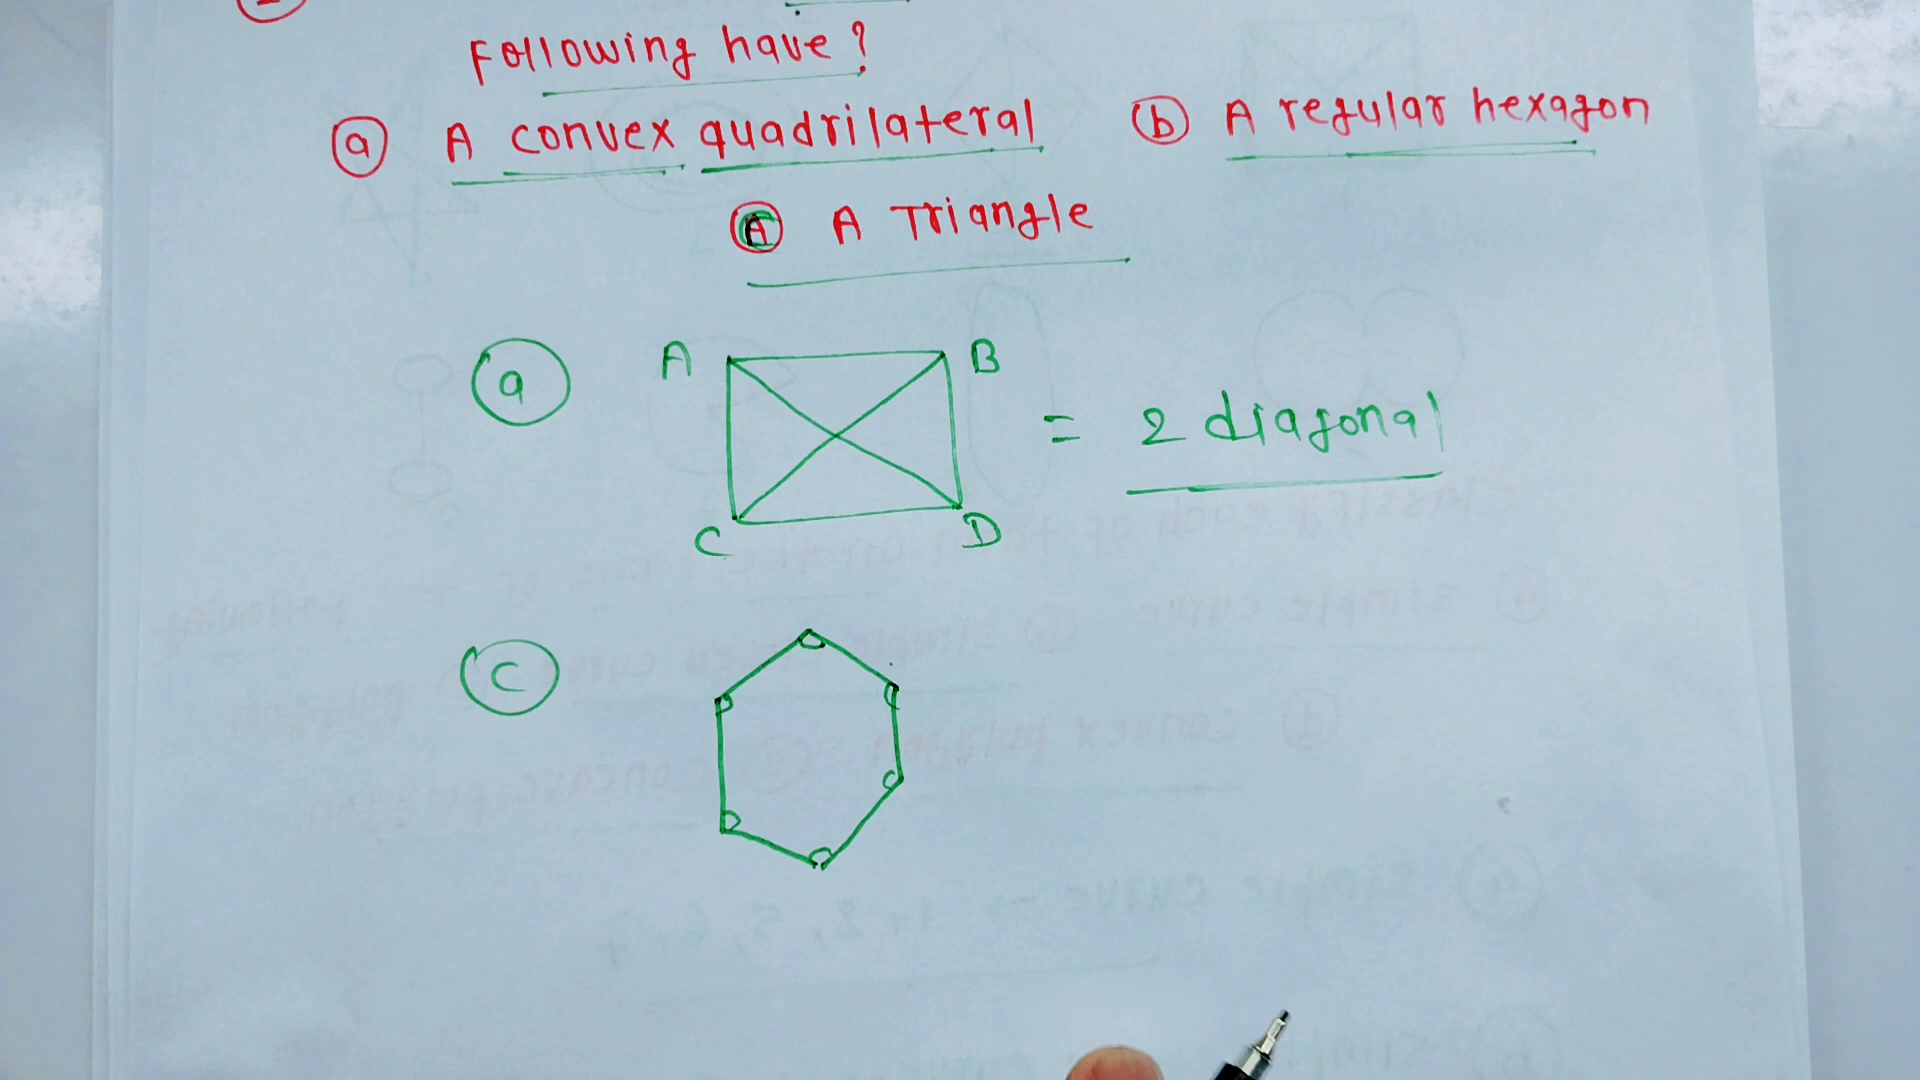 Following have?
(a) A convex quadrilateral (b) A regular hexagon
(A) A Triangle
(a) A B = 2 diagonal
C D
(c)